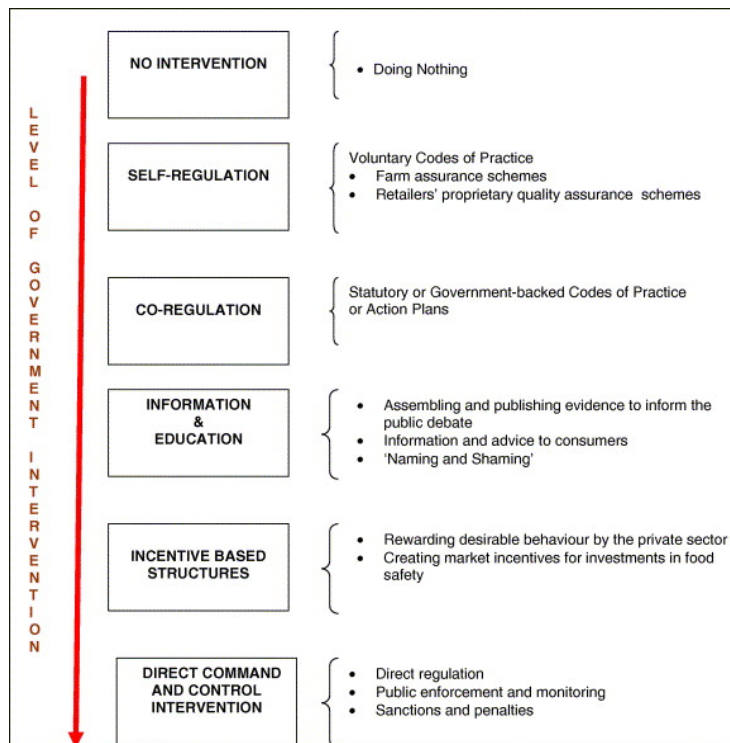 LEVEL OF GOVERNMENT INTERVENTION
NO INTERVENTION
• Doing Nothing
SELF-REGULATION
Voluntary Codes of Practice
• Farm assurance schemes
• Retailers' proprietary quality assurance schemes
CO-REGULATION
Statutory or Government-backed Codes of Practice
or Action Plans
INFORMATION
&
EDUCATION
• Assembling and publishing evidence to inform the
public debate
• Information and advice to consumers
• ‘Naming and Shaming’
INCENTIVE BASED
STRUCTURES
• Rewarding desirable behaviour by the private sector
• Creating market incentives for investments in food
safety
DIRECT COMMAND
AND CONTROL
INTERVENTION
• Direct regulation
• Public enforcement and monitoring
• Sanctions and penalties